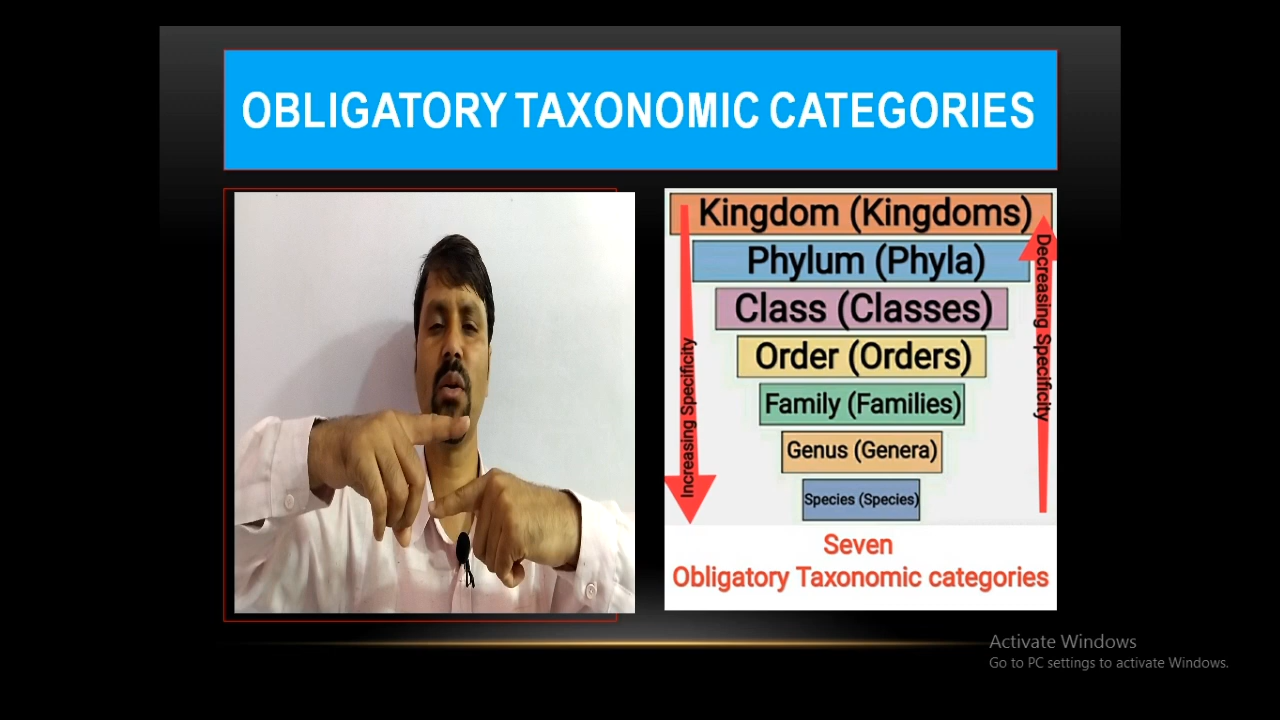 OBLIGATORY TAXONOMIC CATEGORIES
Kingdom (Kingdoms)
Phylum (Phyla)
Class (Classes)
Order (Orders)
Family (Families)
Genus (Genera)
Species (Species)
Increasing Specificity
Decreasing Specificity
Seven
Obligatory Taxonomic categories
Activate Windows
Go to PC settings to activate Windows.